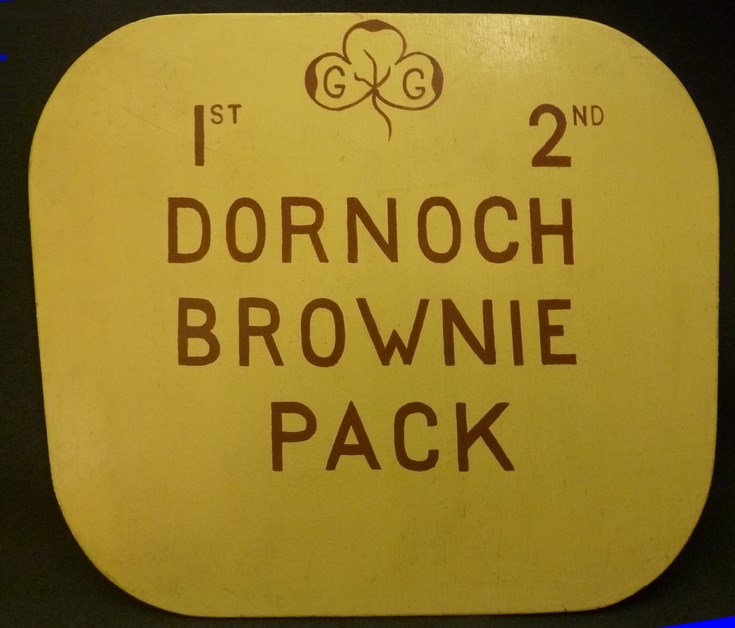 G G
1ST 2ND
DORNOCH
BROWNIE
PACK